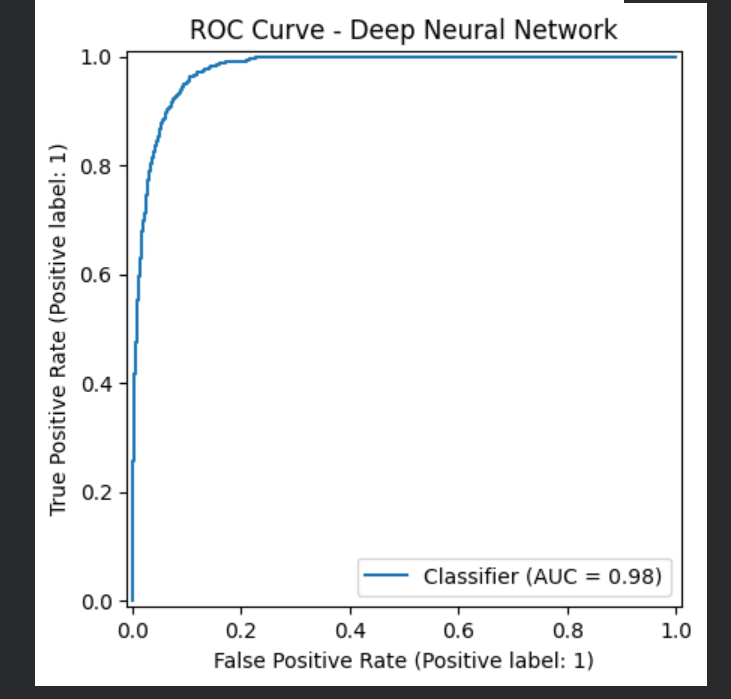 ROC Curve - Deep Neural Network
1.0
0.8
0.6
0.4
0.2
0.0
True Positive Rate (Positive label: 1)
Classifier (AUC = 0.98)
0.0 0.2 0.4 0.6 0.8 1.0
False Positive Rate (Positive label: 1)